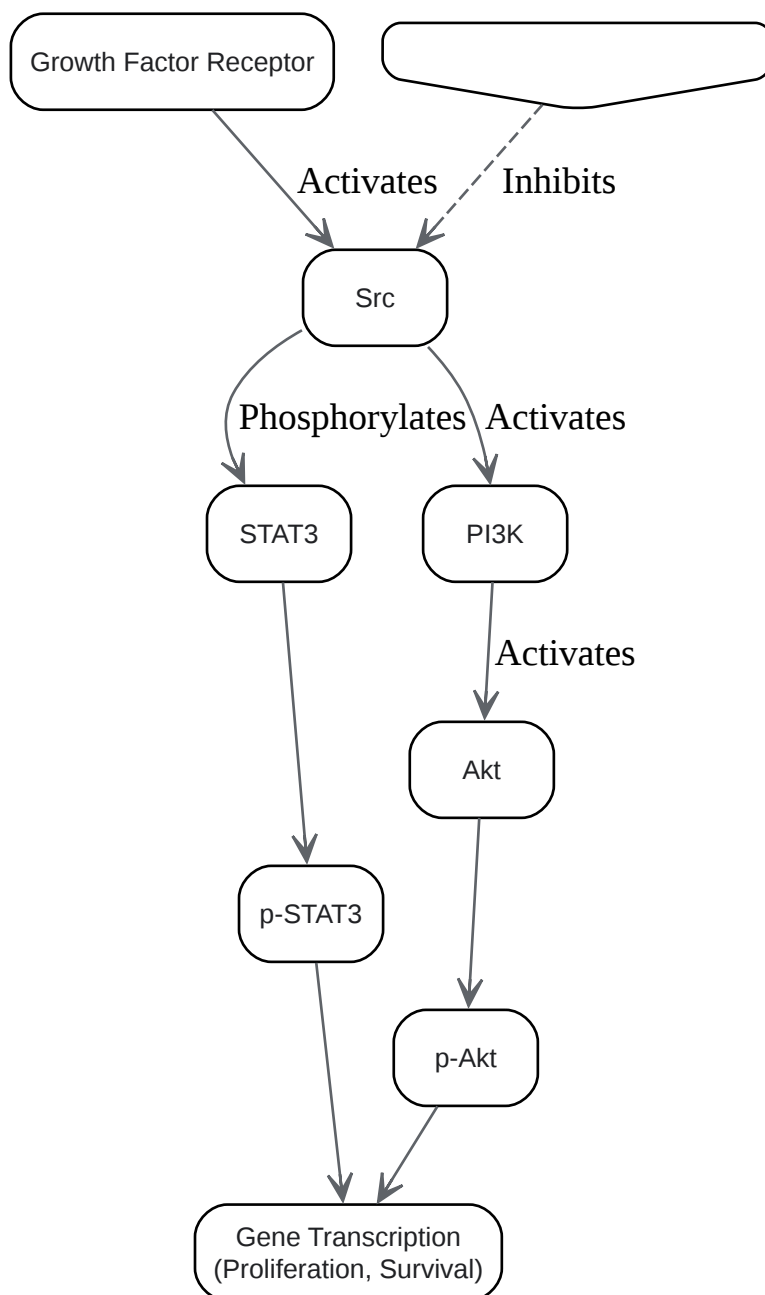 Growth Factor Receptor
Activates
Inhibits
Src
Phosphorylates
Activates
STAT3
PI3K
Activates
Akt
p-STAT3
p-Akt
Gene Transcription
(Proliferation, Survival)